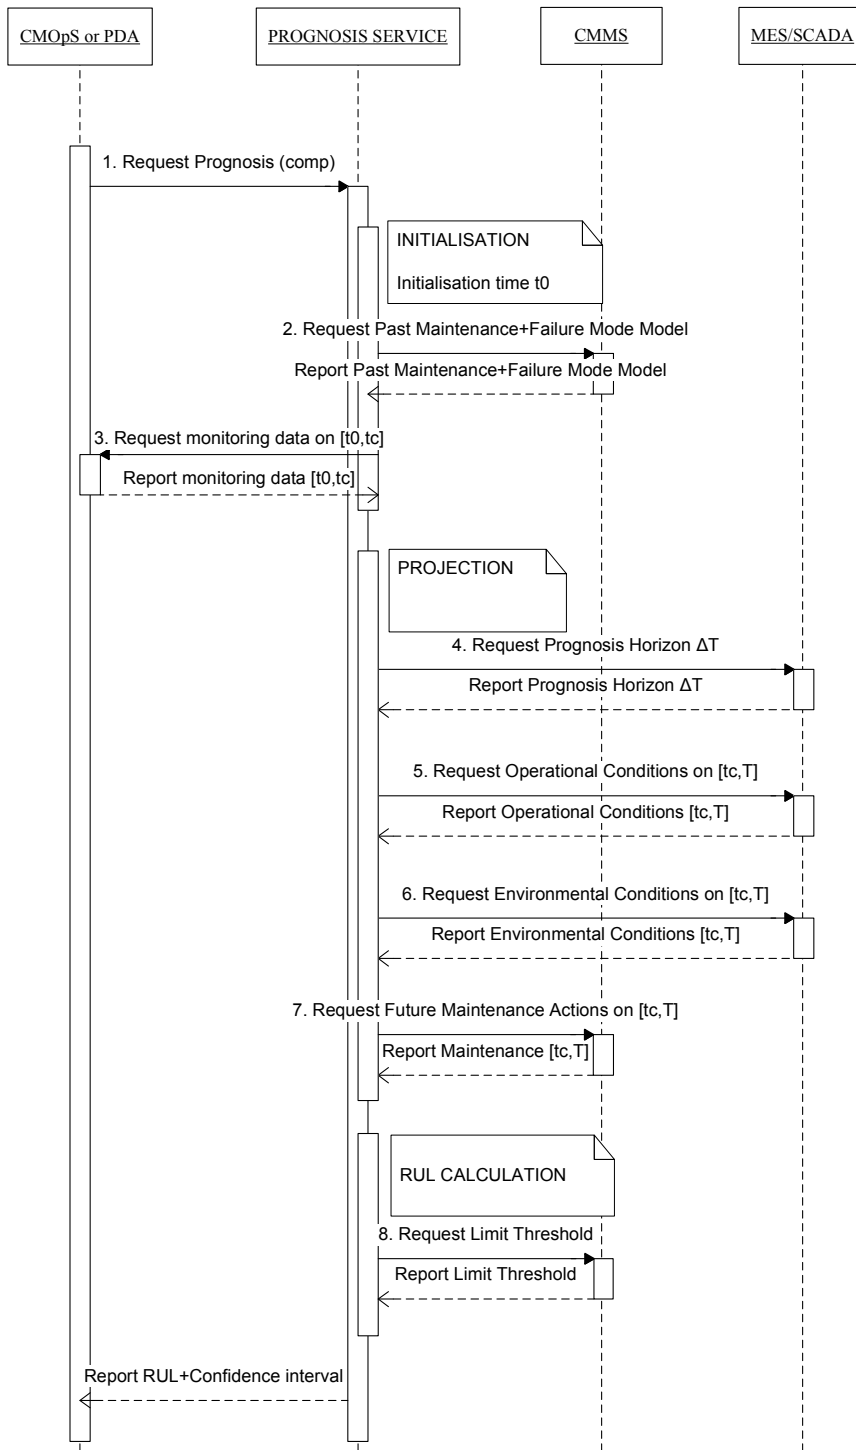 CMOpS or PDA
PROGNOSIS SERVICE
CMMS
MES/SCADA
1. Request Prognosis (comp)
INITIALISATION
Initialisation time t0
2. Request Past Maintenance+Failure Mode Model
Report Past Maintenance+Failure Mode Model
3. Request monitoring data on [t0,tc]
Report monitoring data [t0,tc]
PROJECTION
4. Request Prognosis Horizon ΔT
Report Prognosis Horizon ΔT
5. Request Operational Conditions on [tc,T]
Report Operational Conditions [tc,T]
6. Request Environmental Conditions on [tc,T]
Report Environmental Conditions [tc,T]
7. Request Future Maintenance Actions on [tc,T]
Report Maintenance [tc,T]
RUL CALCULATION
8. Request Limit Threshold
Report Limit Threshold
Report RUL+Confidence interval